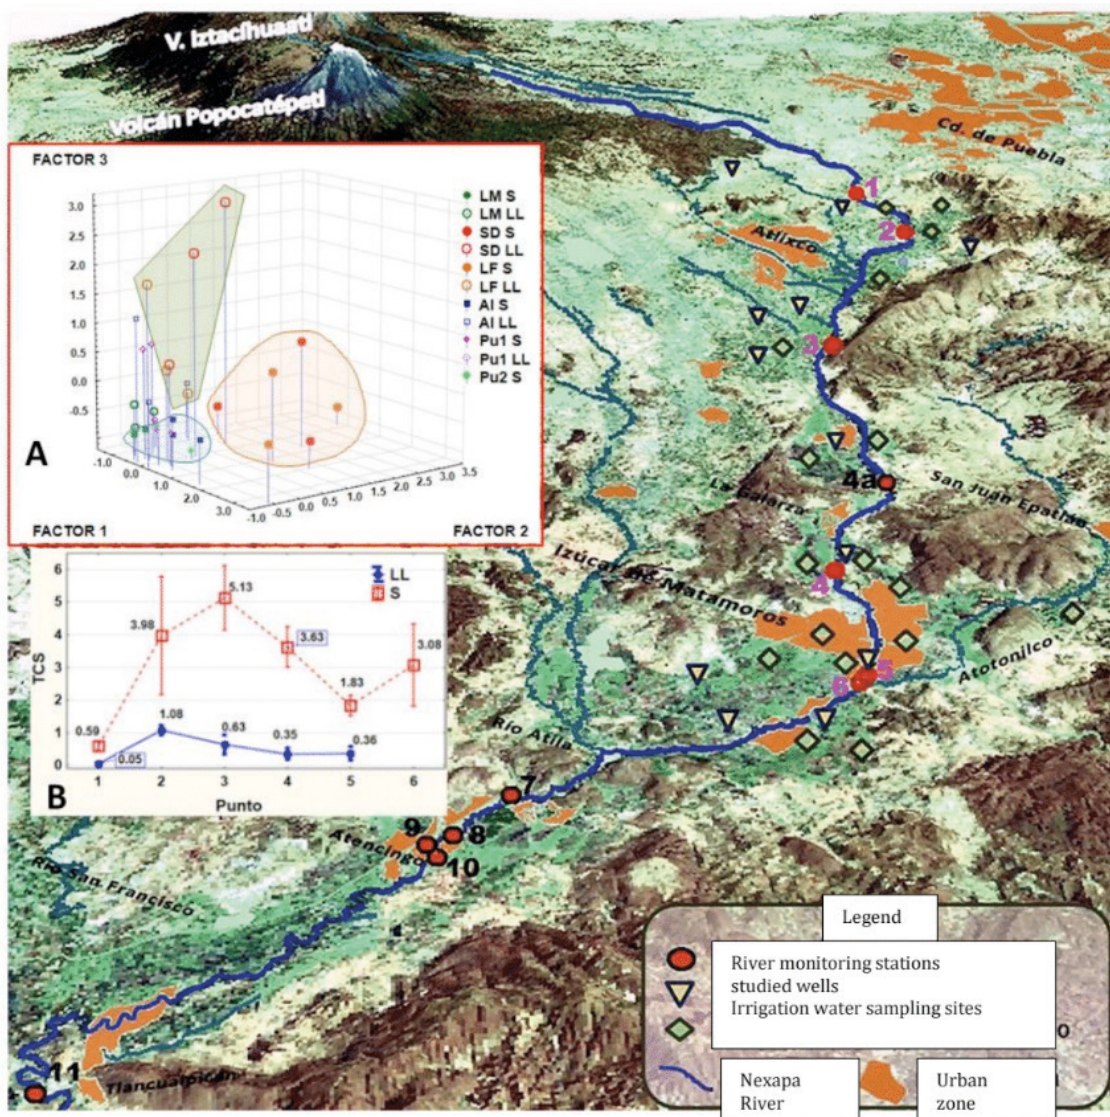 V. Iztacíhuaatl
Volcán Popocatépetl
Cd. de Puebla
1
2
Atlixco
3
4a
La Galarza
San Juan Epatlán
Izúcar de Matamoros
4
5
6
Atotonilco
Río Atila
7
8
9
10
Atencingo
Río San Francisco
11
Tlancualpicán
FACTOR 3
3.0
2.5
2.0
1.5
1.0
0.5
0.0
-0.5
LM S
LM LL
SD S
SD LL
LF S
LF LL
AI S
AI LL
Pu1 S
Pu1 LL
Pu2 S
A
-1.0
0.0
1.0
2.0
3.0
-1.0
-0.5
0.0
0.5
1.0
1.5
2.0
2.5
3.0
3.5
FACTOR 1
FACTOR 2
TCS
6
5
4
3
2
1
0
LL
S
0.59
3.98
5.13
3.63
1.83
3.08
0.05
1.08
0.63
0.35
0.36
1 2 3 4 5 6
B
Punto
Legend
River monitoring stations
studied wells
Irrigation water sampling sites
Nexapa
River
Urban
zone